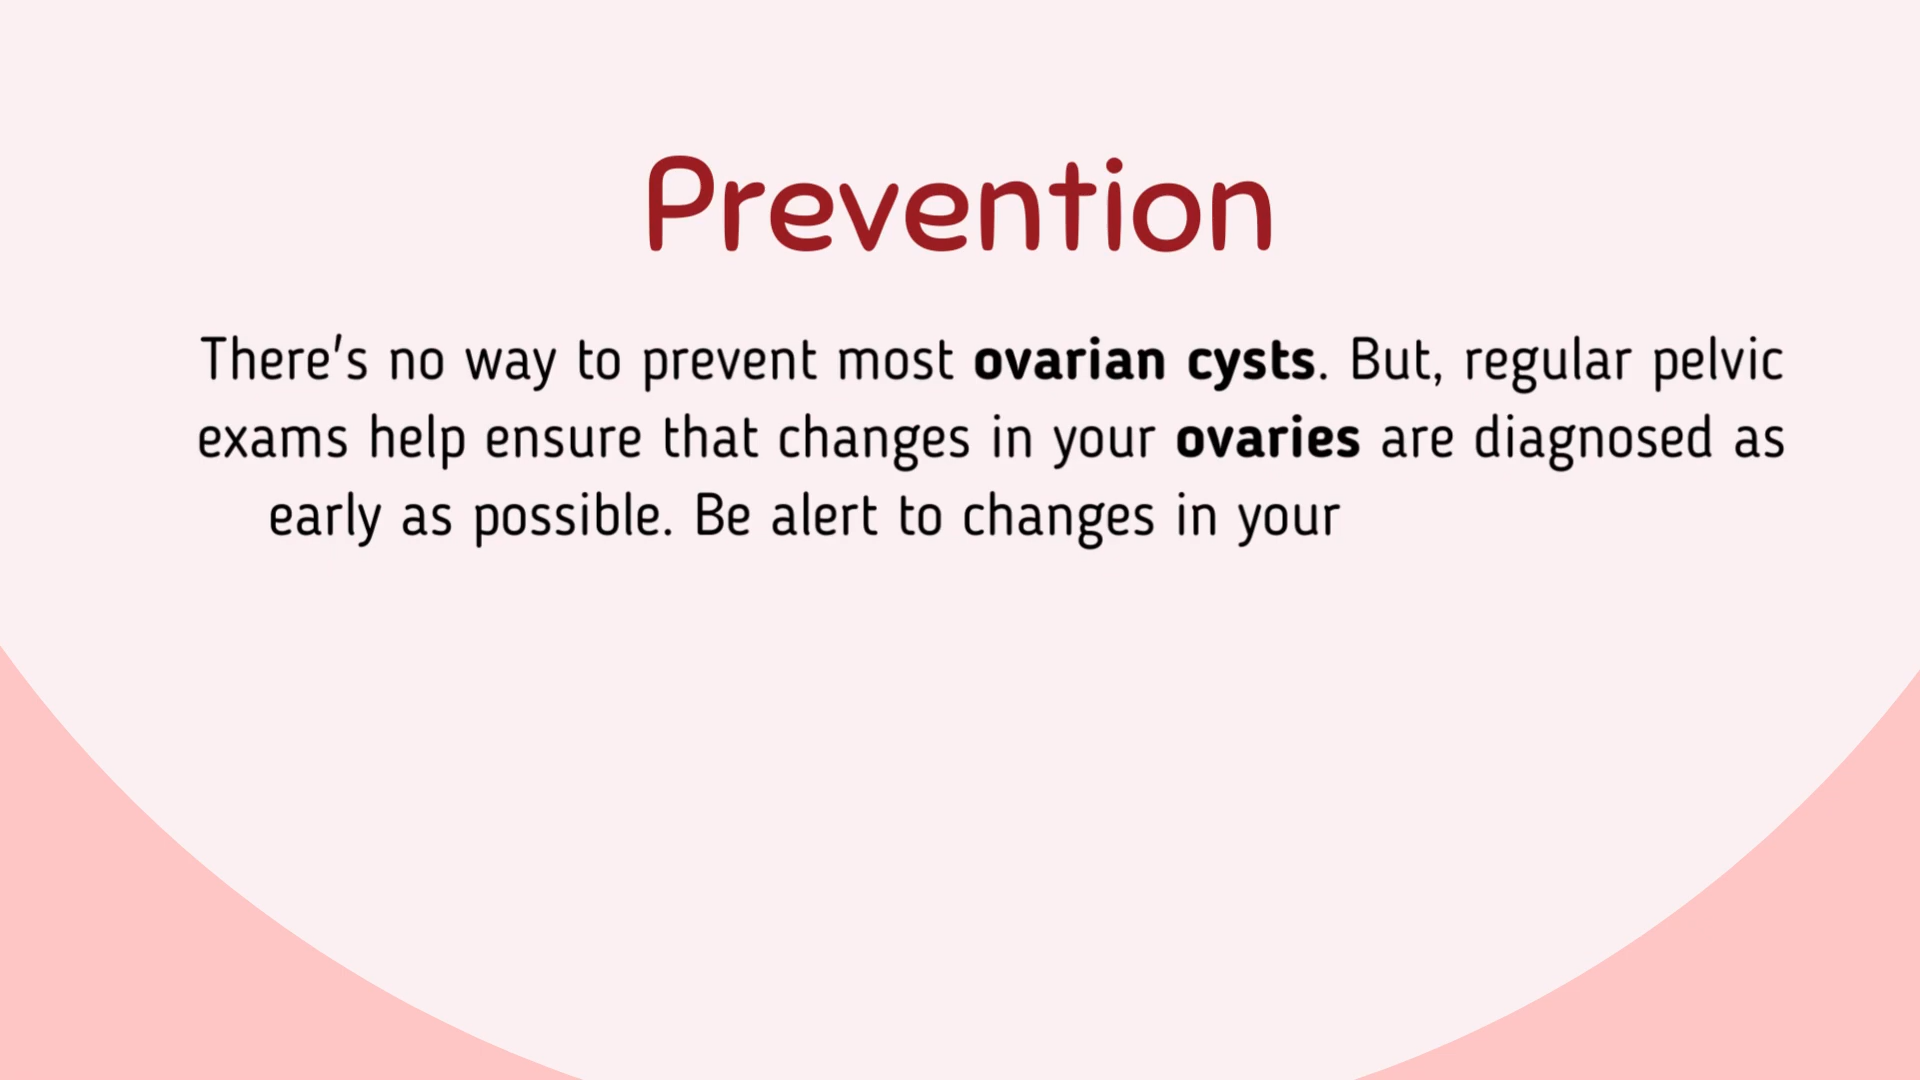 Prevention
There's no way to prevent most ovarian cysts. But, regular pelvic
exams help ensure that changes in your ovaries are diagnosed as
early as possible. Be alert to changes in your